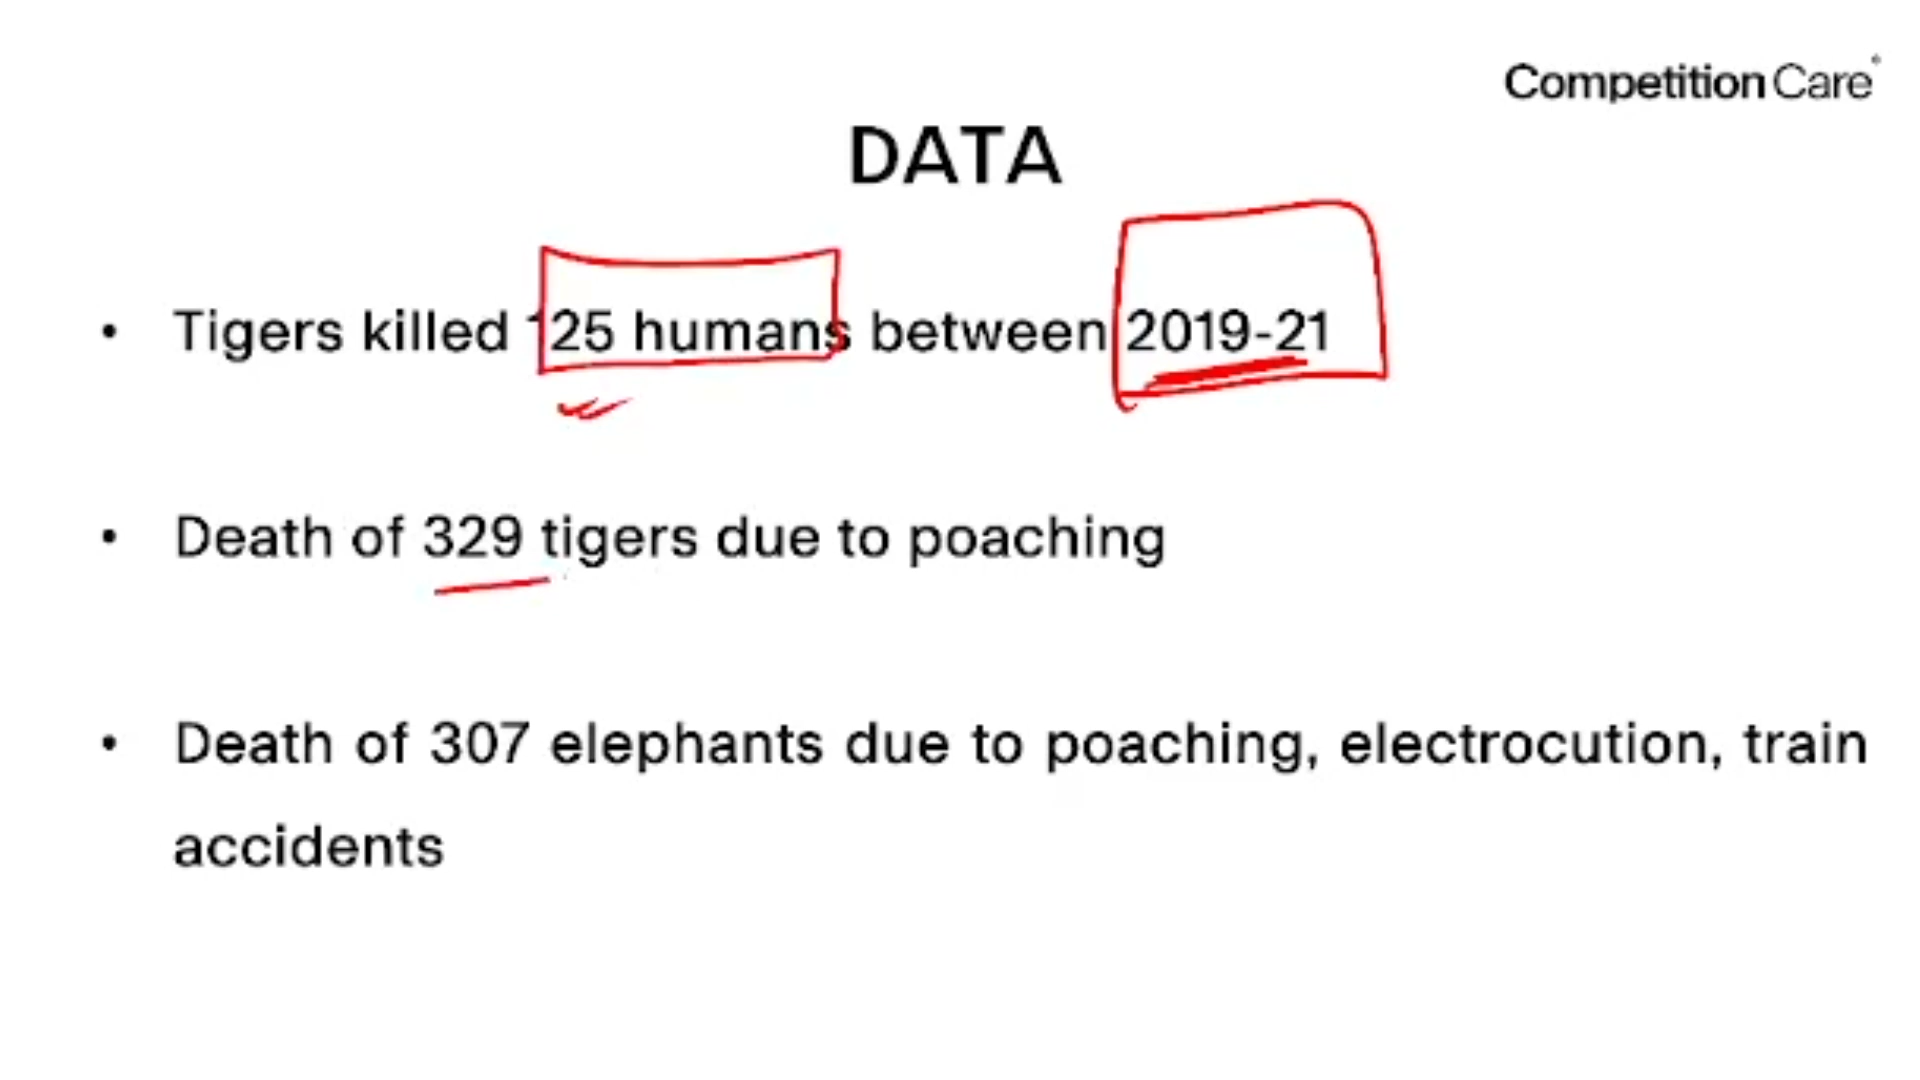 Competition Care
DATA
• Tigers killed 125 humans between 2019-21
• Death of 329 tigers due to poaching
• Death of 307 elephants due to poaching, electrocution, train
accidents